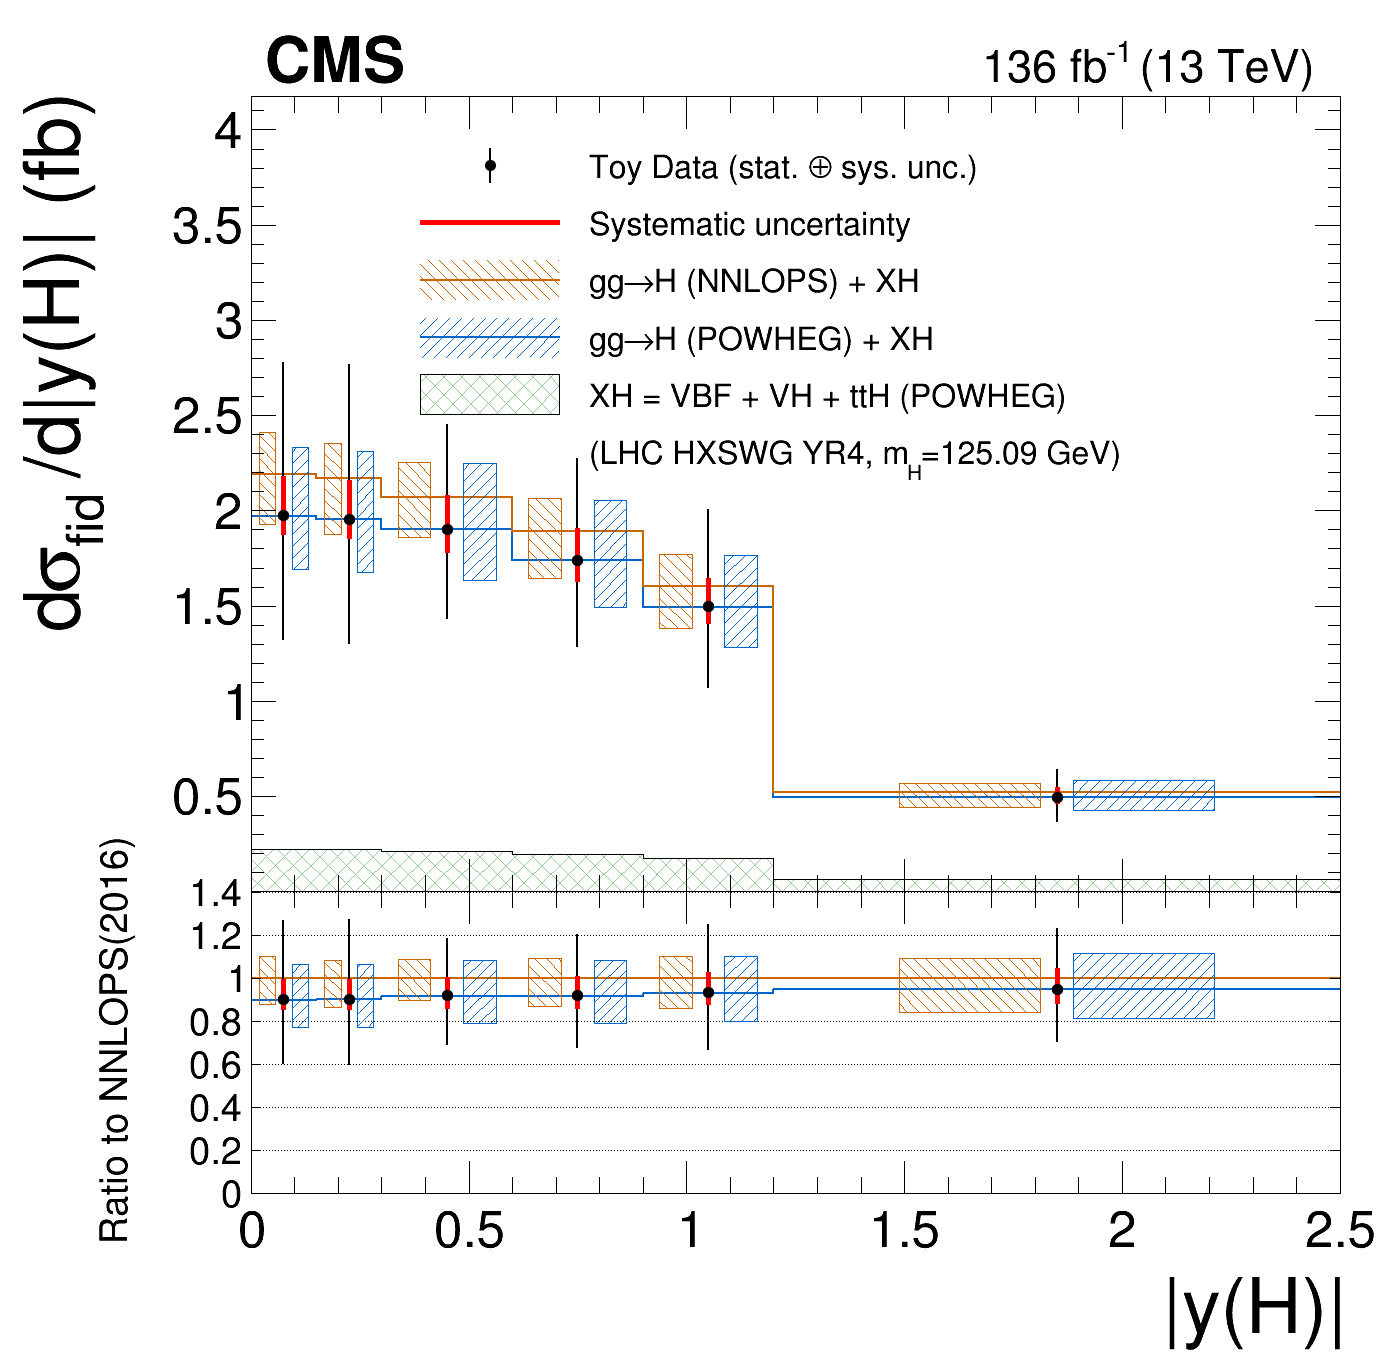 CMS
136 fb-1 (13 TeV)
dσfid /d|y(H)| (fb)
4
3.5
3
2.5
2
1.5
1
0.5
Toy Data (stat. ⊕ sys. unc.)
Systematic uncertainty
gg→H (NNLOPS) + XH
gg→H (POWHEG) + XH
XH = VBF + VH + ttH (POWHEG)
(LHC HXSWG YR4, mH=125.09 GeV)
Ratio to NNLOPS(2016)
1.4
1.2
1
0.8
0.6
0.4
0.2
0
0 0.5 1 1.5 2 2.5
|y(H)|